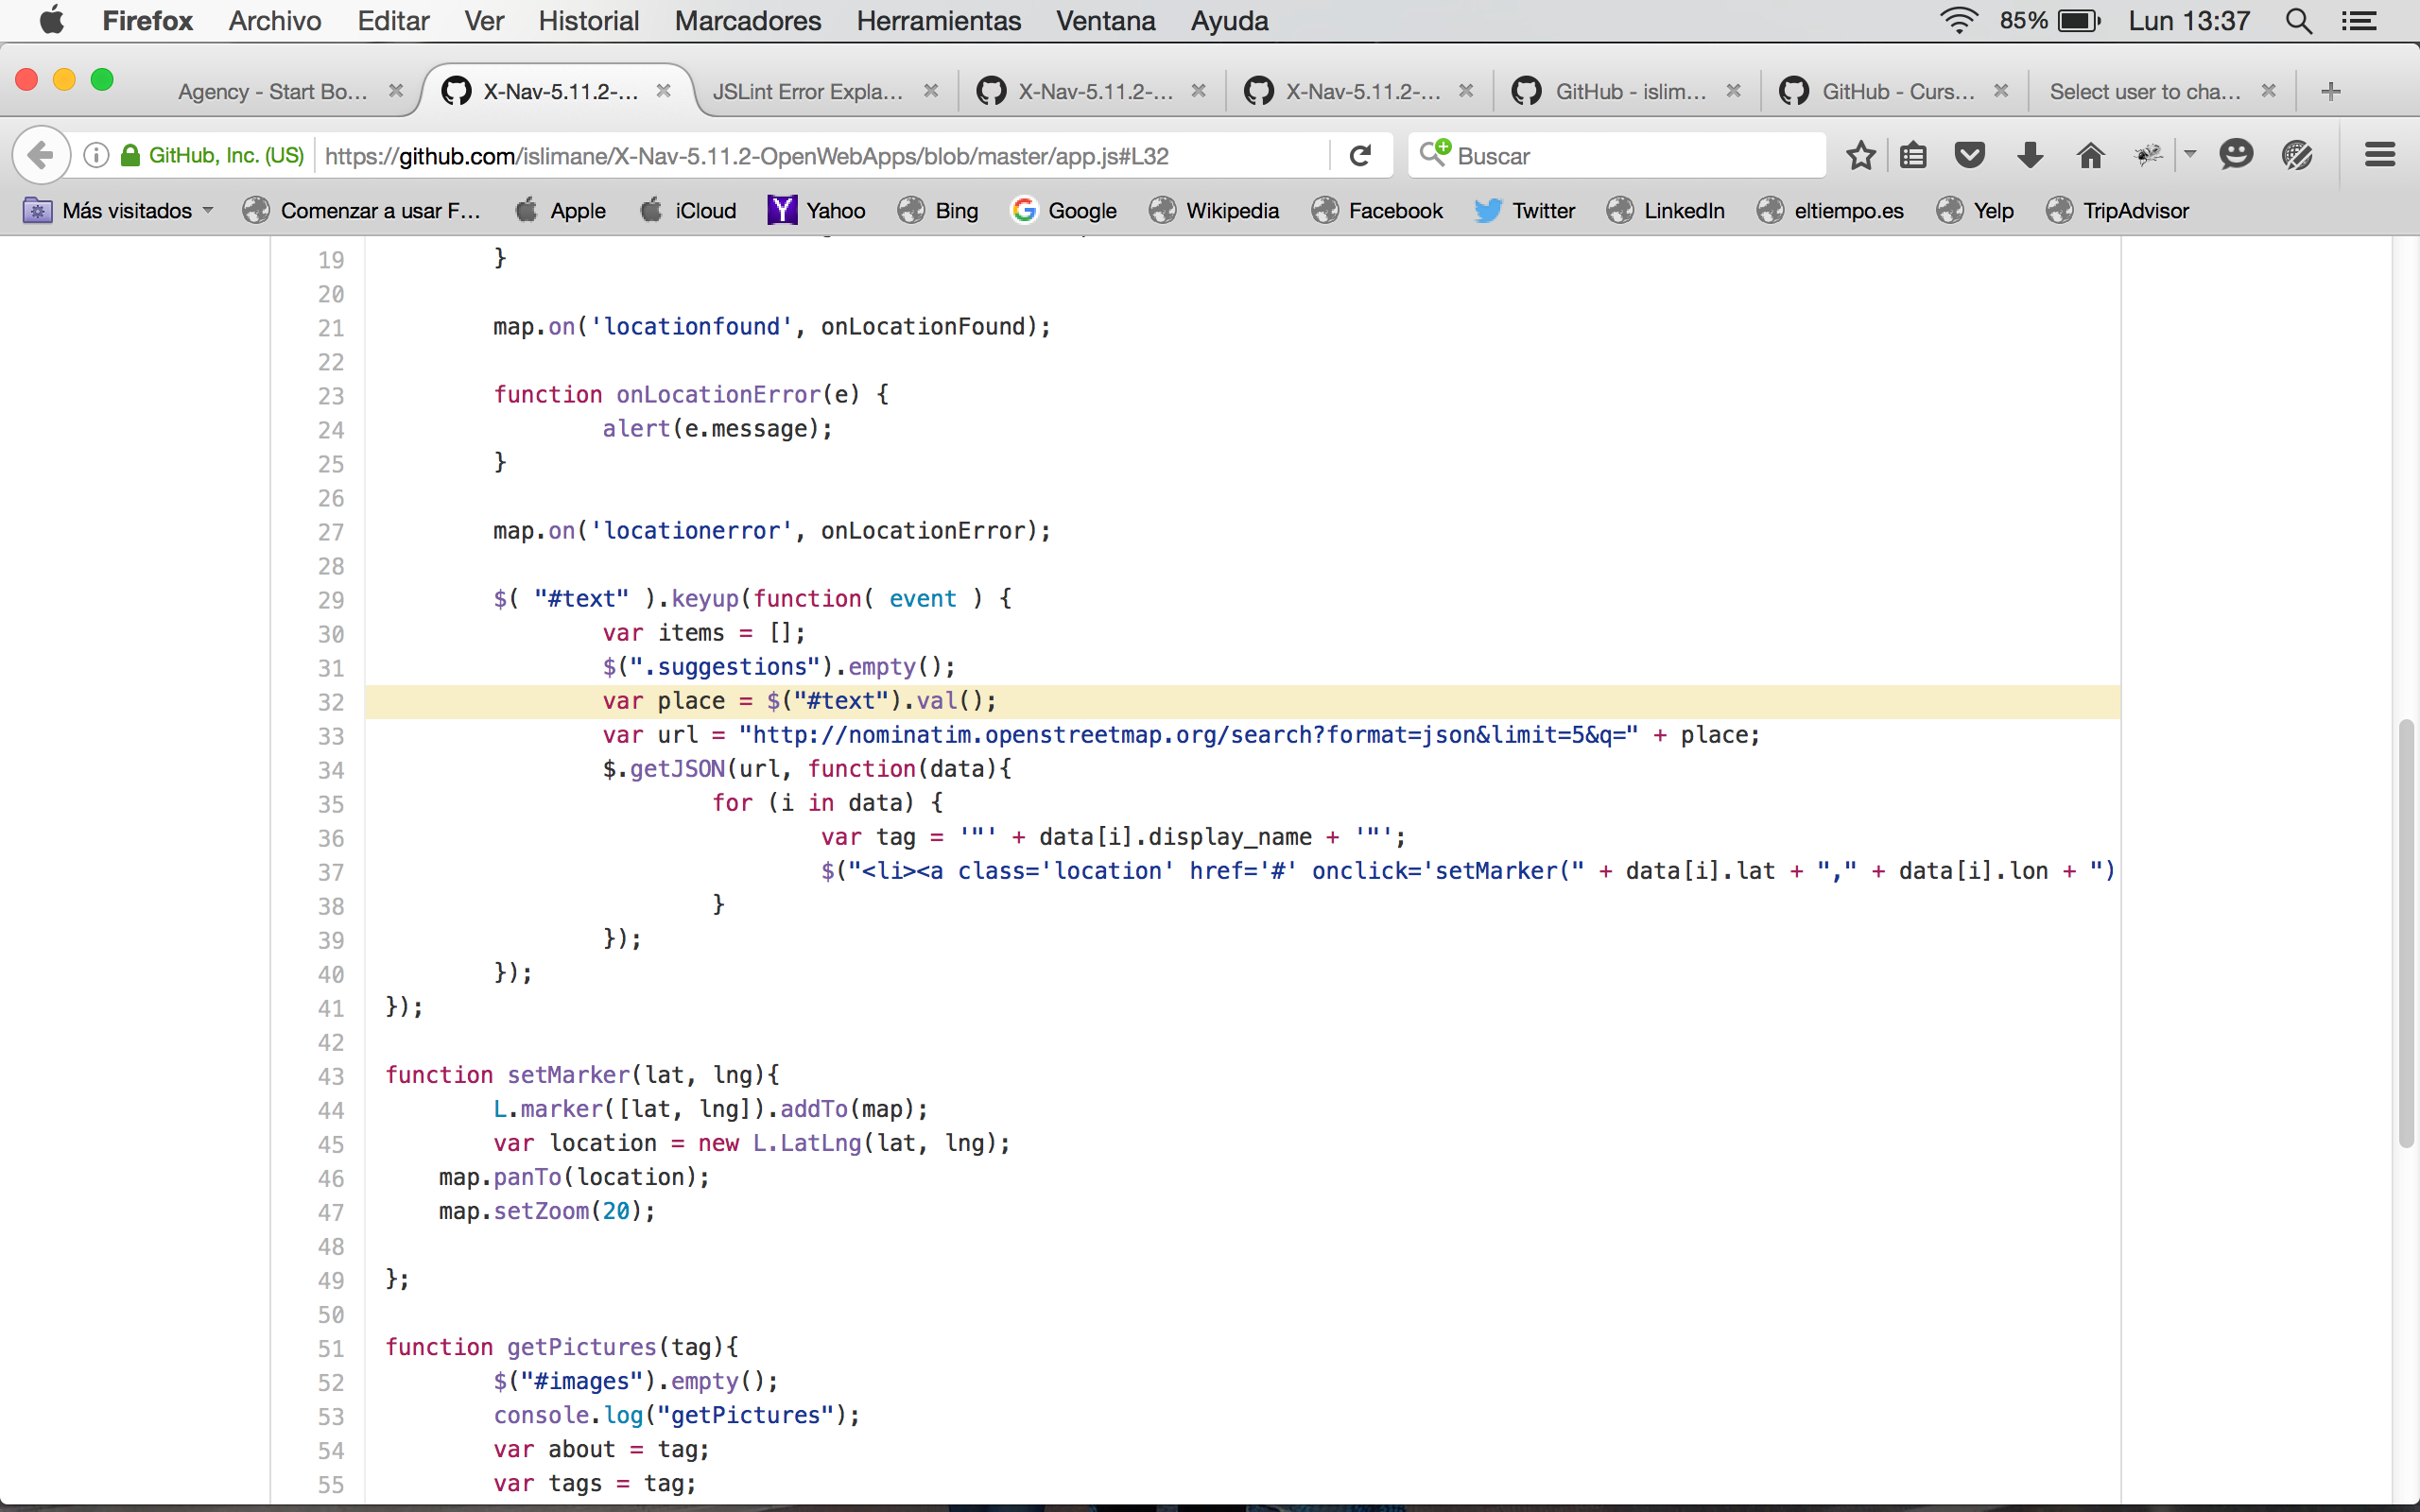 Firefox Archivo Editar Ver Historial Marcadores Herramientas Ventana Ayuda 85% Lun 13:37
Agency - Start Bo... X-Nav-5.11.2-... JSLint Error Expla... X-Nav-5.11.2-... X-Nav-5.11.2-... GitHub - islim... GitHub - Curs... Select user to cha...
GitHub, Inc. (US) https://github.com/islimane/X-Nav-5.11.2-OpenWebApps/blob/master/app.js#L32 Buscar
Más visitados Comenzar a usar F... Apple iCloud Yahoo Bing Google Wikipedia Facebook Twitter LinkedIn eltiempo.es Yelp TripAdvisor
19 }
20
21 map.on('locationfound', onLocationFound);
22
23 function onLocationError(e) {
24 alert(e.message);
25 }
26
27 map.on('locationerror', onLocationError);
28
29 $( "#text" ).keyup(function( event ) {
30 var items = [];
31 $(".suggestions").empty();
32 var place = $("#text").val();
33 var url = "http://nominatim.openstreetmap.org/search?format=json&limit=5&q=" + place;
34 $.getJSON(url, function(data){
35 for (i in data) {
36 var tag = '"' + data[i].display_name + '"';
37 $("<li><a class='location' href='#' onclick='setMarker(" + data[i].lat + "," + data[i].lon + ")
38 }
39 });
40 });
41 });
42
43 function setMarker(lat, lng){
44 L.marker([lat, lng]).addTo(map);
45 var location = new L.LatLng(lat, lng);
46 map.panTo(location);
47 map.setZoom(20);
48
49 };
50
51 function getPictures(tag){
52 $("#images").empty();
53 console.log("getPictures");
54 var about = tag;
55 var tags = tag;